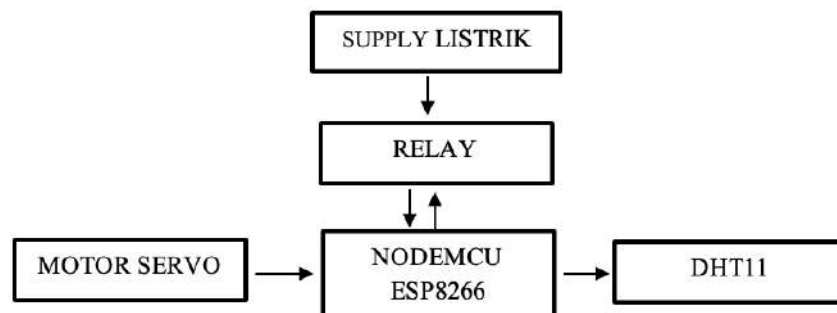 SUPPLY LISTRIK
RELAY
MOTOR SERVO
NODEMCU
ESP8266
DHT11